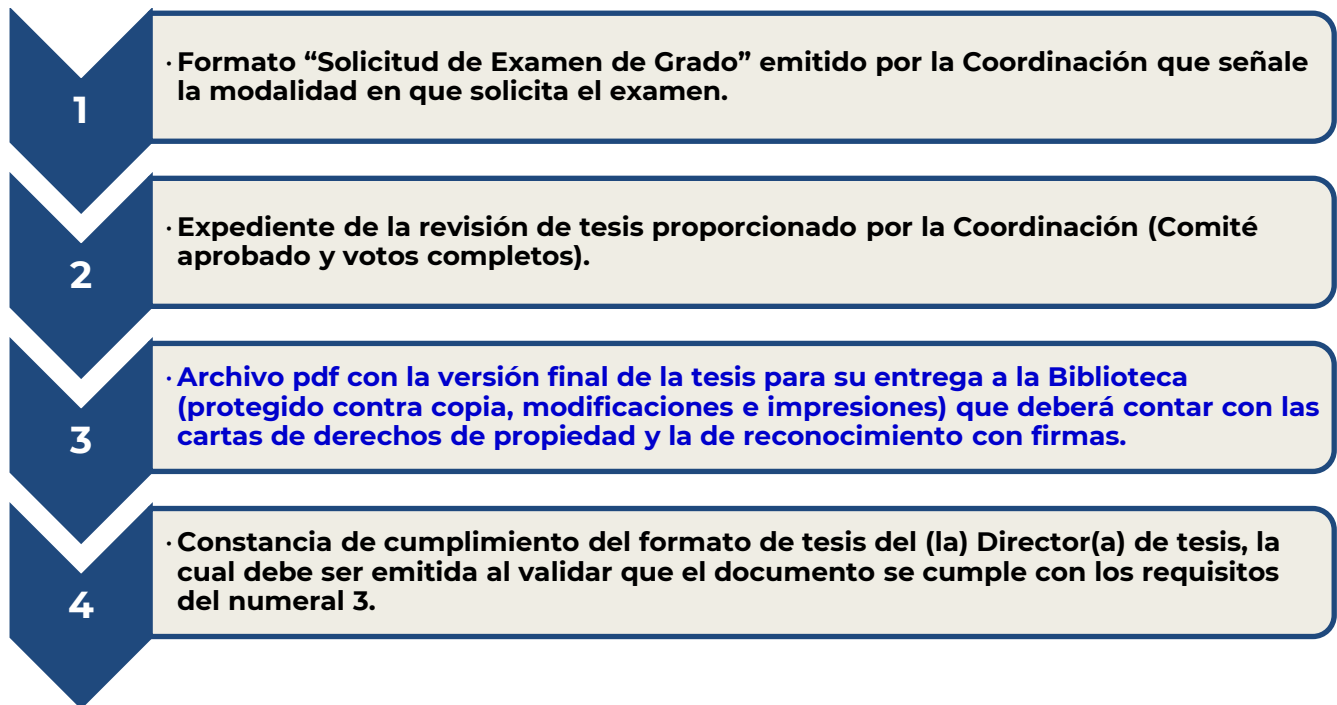 1
· Formato “Solicitud de Examen de Grado” emitido por la Coordinación que señale
la modalidad en que solicita el examen.
2
· Expediente de la revisión de tesis proporcionado por la Coordinación (Comité
aprobado y votos completos).
3
· Archivo pdf con la versión final de la tesis para su entrega a la Biblioteca
(protegido contra copia, modificaciones e impresiones) que deberá contar con las
cartas de derechos de propiedad y la de reconocimiento con firmas.
4
· Constancia de cumplimiento del formato de tesis del (la) Director(a) de tesis, la
cual debe ser emitida al validar que el documento se cumple con los requisitos
del numeral 3.